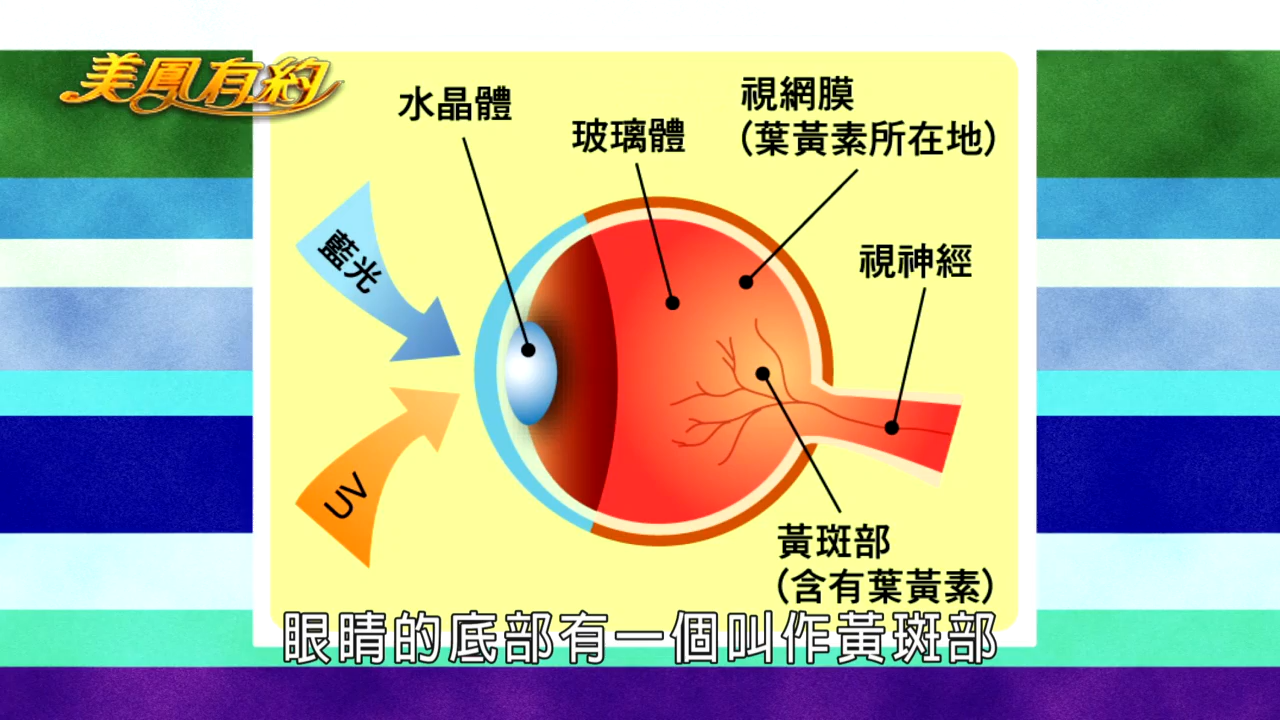 美鳳有約
水晶體
玻璃體
視網膜
(葉黃素所在地)
藍光
視神經
UV
黃斑部
(含有葉黃素)
眼睛的底部有一個叫作黃斑部